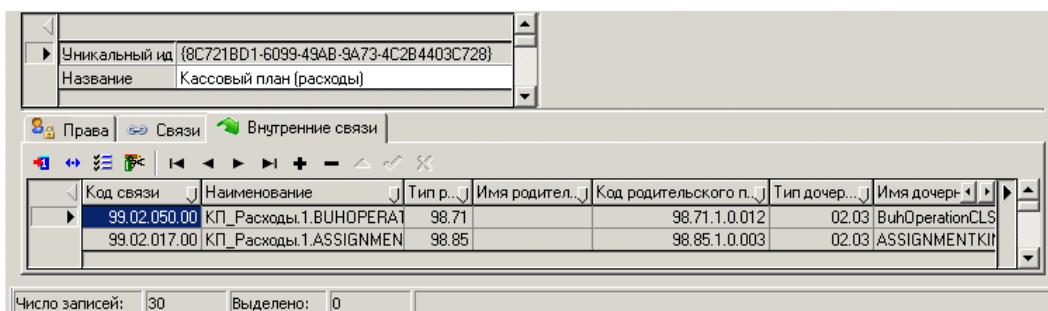 Уникальный ид {8C721BD1-6099-49AB-9A73-4C2B4403C728}
Название Кассовый план (расходы)
Права Связи Внутренние связи
Код связи Наименование Тип р... Имя родител... Код родительского п... Тип дочер... Имя дочерн
99.02.050.00 КП_Расходы.1.BUHOPERAT 98.71 98.71.1.0.012 02.03 BuhOperationCLS
99.02.017.00 КП_Расходы.1.ASSIGNMEN 98.85 98.85.1.0.003 02.03 ASSIGNMENTKIN
Число записей: 30 Выделено: 0